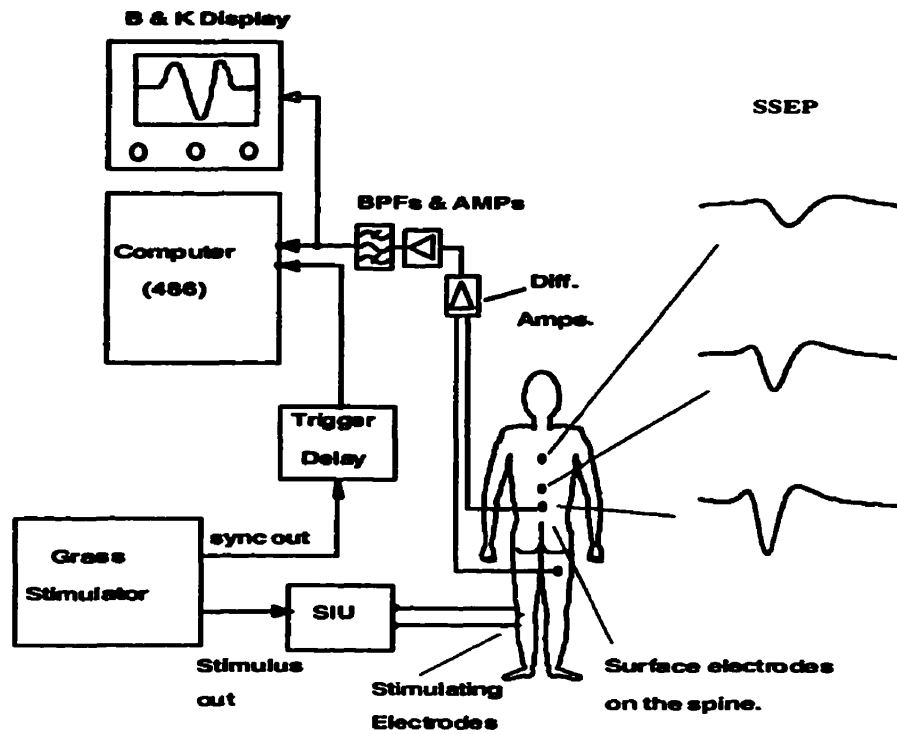 B & K Display
SSEP
BPFs & AMPs
Computer
(486)
Diff.
Amps.
Trigger
Delay
sync out
Grass
Stimulator
SIU
Stimulus
out
Stimulating
Electrodes
Surface electrodes
on the spine.